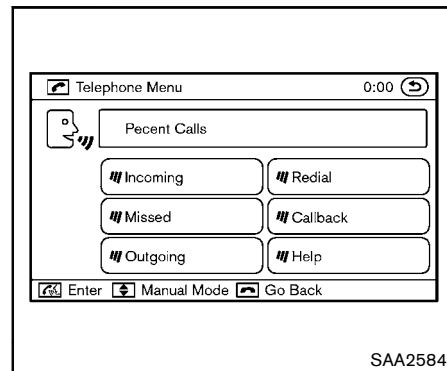 Telephone Menu 0:00
Pecent Calls
Incoming Redial
Missed Callback
Outgoing Help
Enter Manual Mode Go Back
SAA2584